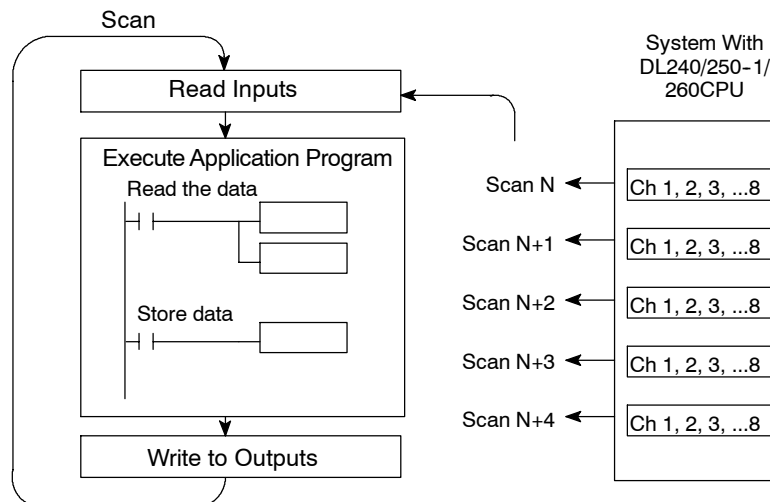 Scan
Read Inputs
Execute Application Program
Read the data
Store data
Write to Outputs
System With
DL240/250-1/
260CPU
Scan N
Ch 1, 2, 3, ...8
Scan N+1
Ch 1, 2, 3, ...8
Scan N+2
Ch 1, 2, 3, ...8
Scan N+3
Ch 1, 2, 3, ...8
Scan N+4
Ch 1, 2, 3, ...8